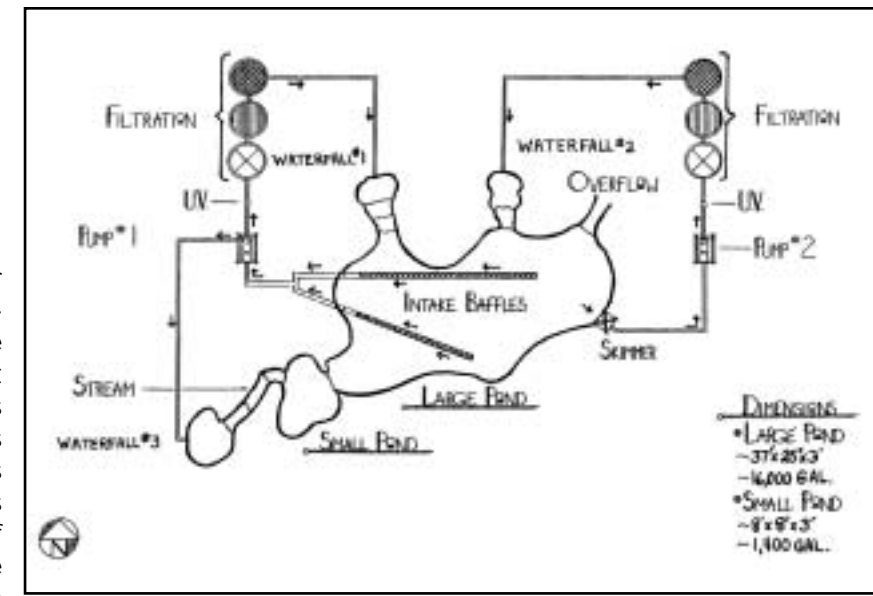 FILTRATION
WATERFALL #1
WATERFALL #2
FILTRATION
OVERFLOW
UV
UV
PUMP #1
PUMP #2
INTAKE BAFFLES
SKIMMER
STREAM
LARGE POND
WATERFALL #3
SMALL POND
DIMENSIONS
•LARGE POND
~37'x25'x3'
~16,000 GAL.
•SMALL POND
~8'x8'x3'
~1,400 GAL.
N